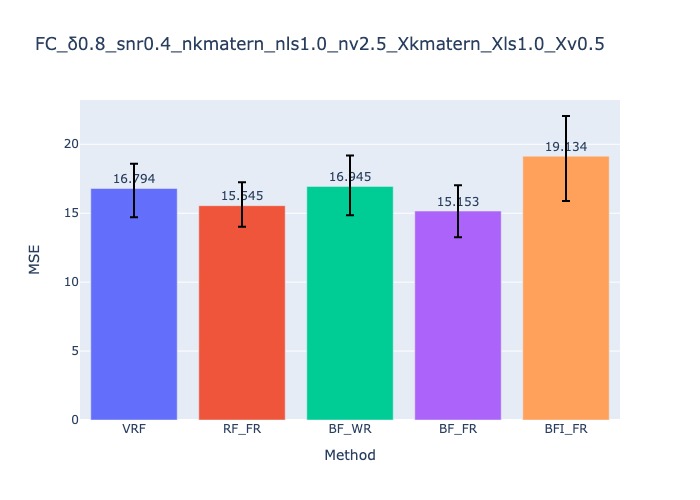 FC_δ0.8_snr0.4_nkmatern_nls1.0_nv2.5_Xkmatern_Xls1.0_Xv0.5
20
15
10
5
0
MSE
16.794
15.545
16.945
15.153
19.134
VRF
RF_FR
BF_WR
BF_FR
BFI_FR
Method